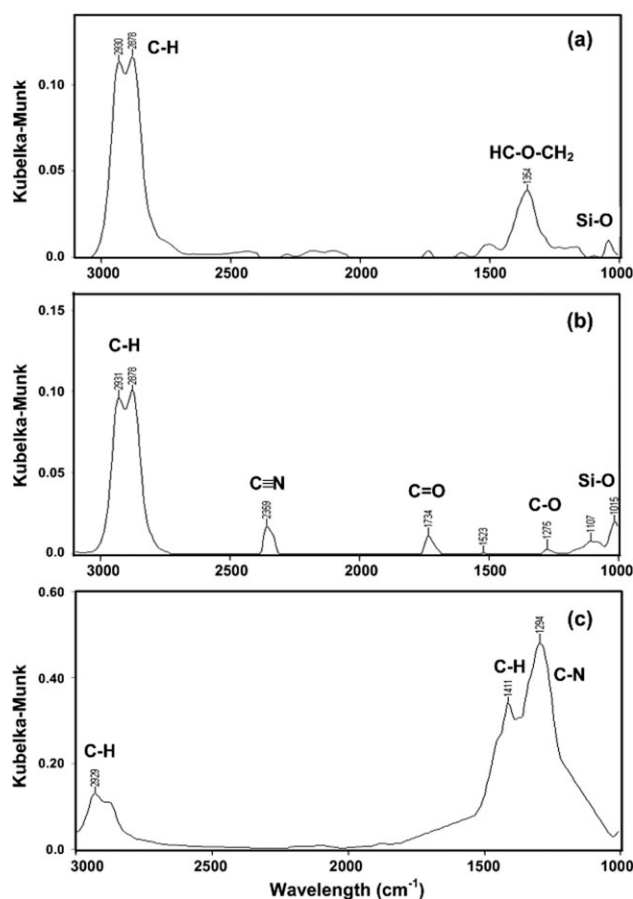 (a)
2930
2878
C-H
HC-O-CH₂
1354
Si-O
Kubelka-Munk
0.10
0.05
0.0
3000
2500
2000
1500
1000
(b)
0.15
C-H
2931
2878
C≡N
2359
C=O
1734
1523
C-O
1275
Si-O
1107
1015
Kubelka-Munk
0.10
0.05
0.0
3000
2500
2000
1500
1000
(c)
0.60
C-H
2929
C-H
1411
1294
C-N
Kubelka-Munk
0.40
0.20
0.0
3000
2500
2000
1500
1000
Wavelength (cm⁻¹)